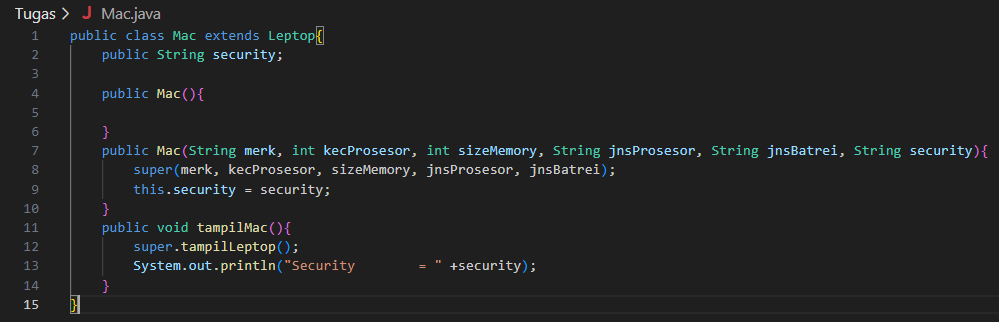 Tugas > J Mac.java
1 public class Mac extends Leptop{
2     public String security;
3
4     public Mac(){
5
6     }
7     public Mac(String merk, int kecProsesor, int sizeMemory, String jnsProsesor, String jnsBatrei, String security){
8         super(merk, kecProsesor, sizeMemory, jnsProsesor, jnsBatrei);
9         this.security = security;
10     }
11     public void tampilMac(){
12         super.tampilLeptop();
13         System.out.println("Security        = " +security);
14     }
15 }